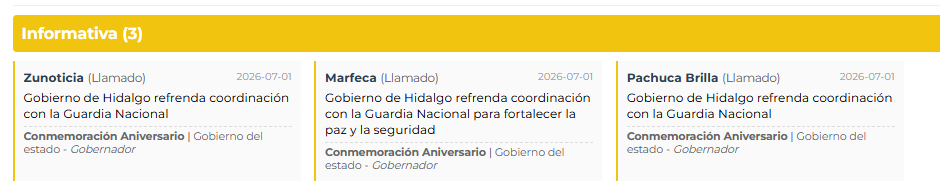 Informativa (3)
Zunoticia (Llamado) 2026-07-01
Gobierno de Hidalgo refrenda coordinación
con la Guardia Nacional
Conmemoración Aniversario | Gobierno del
estado - Gobernador
Marfeca (Llamado) 2026-07-01
Gobierno de Hidalgo refrenda coordinación
con la Guardia Nacional para fortalecer la
paz y la seguridad
Conmemoración Aniversario | Gobierno del
estado - Gobernador
Pachuca Brilla (Llamado) 2026-07-01
Gobierno de Hidalgo refrenda coordinación
con la Guardia Nacional
Conmemoración Aniversario | Gobierno del
estado - Gobernador